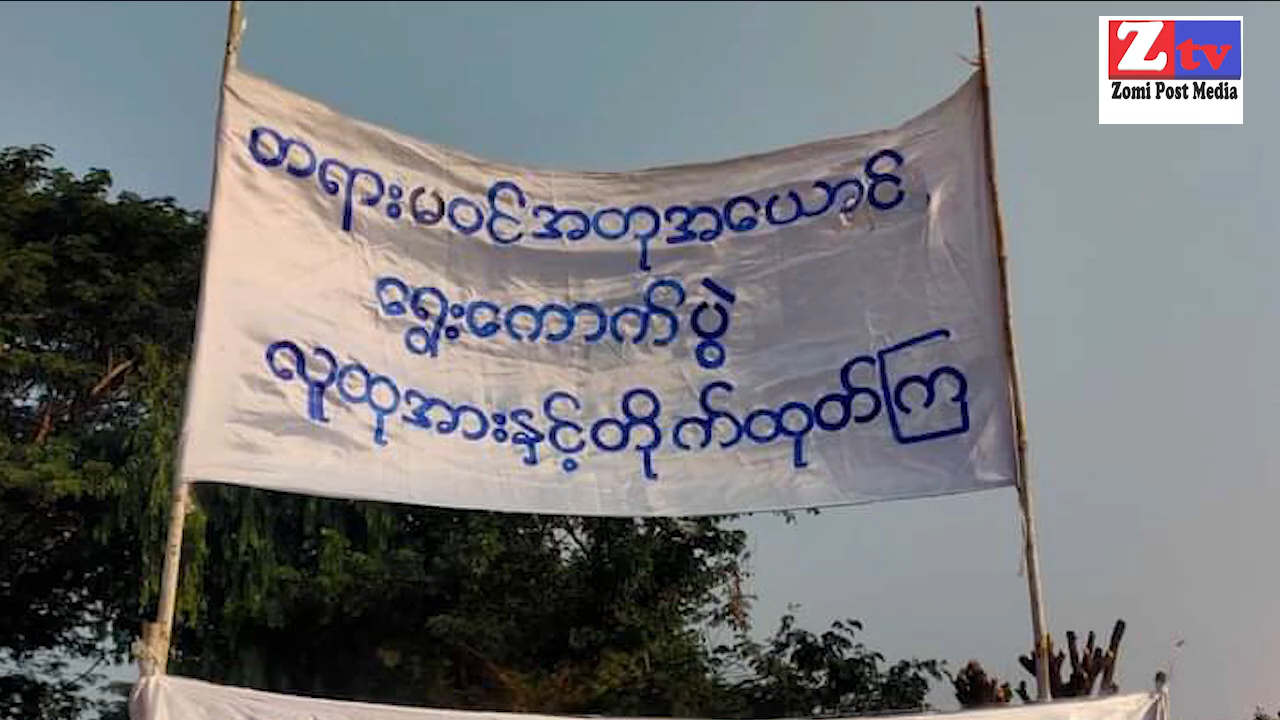 Z tv
Zomi Post Media
တရားမဝင်အတုအယောင်
ရွေးကောက်ပွဲ
လူထုအားနှင့်တိုက်ထုတ်ကြ